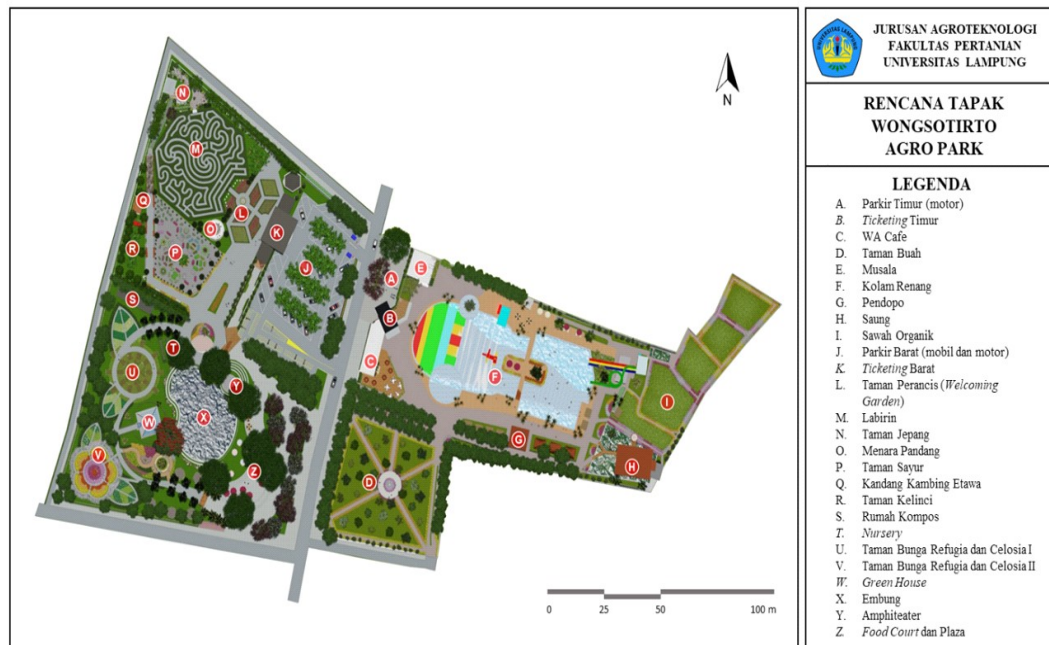 JURUSAN AGROTEKNOLOGI
FAKULTAS PERTANIAN
UNIVERSITAS LAMPUNG
UNIVERSITAS LAMPUNG
RENCANA TAPAK
WONGSOTIRTO
AGRO PARK
LEGENDA
A. Parkir Timur (motor)
B. Ticketing Timur
C. WA Cafe
D. Taman Buah
E. Musala
F. Kolam Renang
G. Pendopo
H. Saung
I. Sawah Organik
J. Parkir Barat (mobil dan motor)
K. Ticketing Barat
L. Taman Perancis (Welcoming
Garden)
M. Labirin
N. Taman Jepang
O. Menara Pandang
P. Taman Sayur
Q. Kandang Kambing Etawa
R. Taman Kelinci
S. Rumah Kompos
T. Nursery
U. Taman Bunga Refugia dan Celosia I
V. Taman Bunga Refugia dan Celosia II
W. Green House
X. Embung
Y. Amphiteater
Z. Food Court dan Plaza
N
N
M
Q
L
O
K
P
R
J
A
E
S
B
T
C
F
U
Y
W
X
I
V
Z
G
H
D
0 25 50 100 m